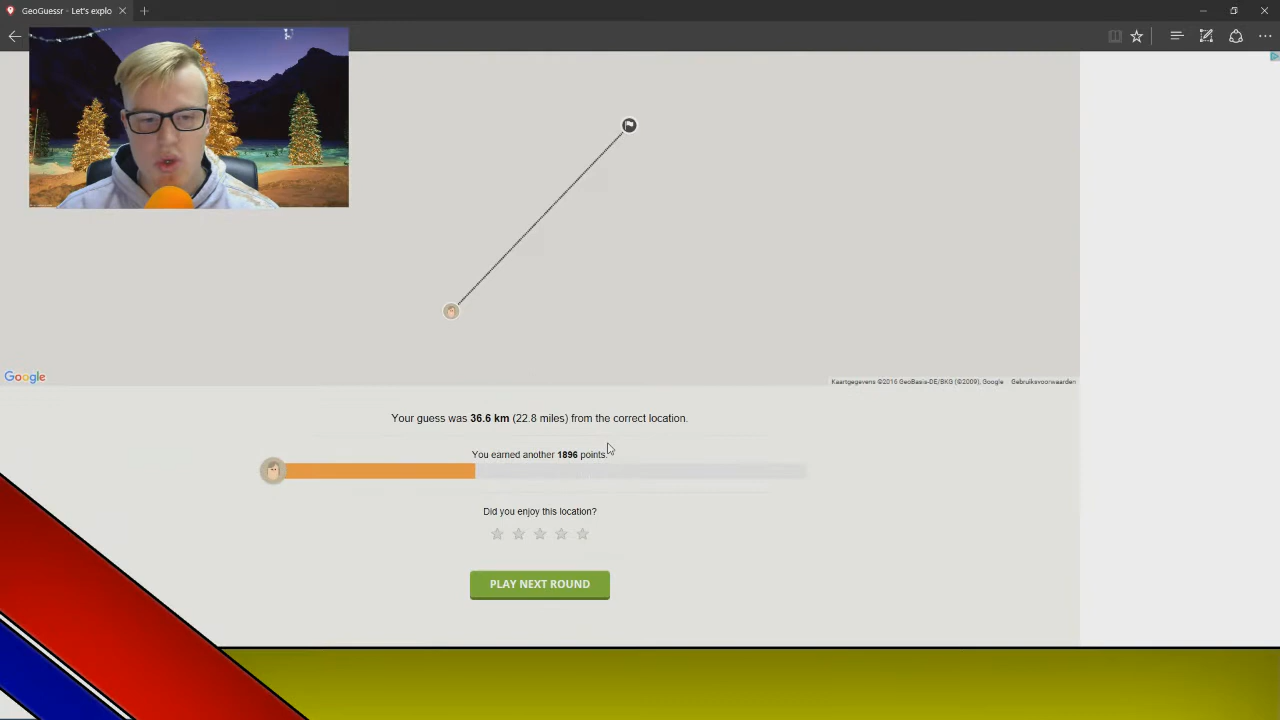 GeoGuessr - Let's explo
Google
Kaartgegevens ©2016 GeoBasis-DE/BKG (©2009), Google
Gebruiksvoorwaarden
Your guess was 36.6 km (22.8 miles) from the correct location.
You earned another 1896 points.
Did you enjoy this location?
PLAY NEXT ROUND